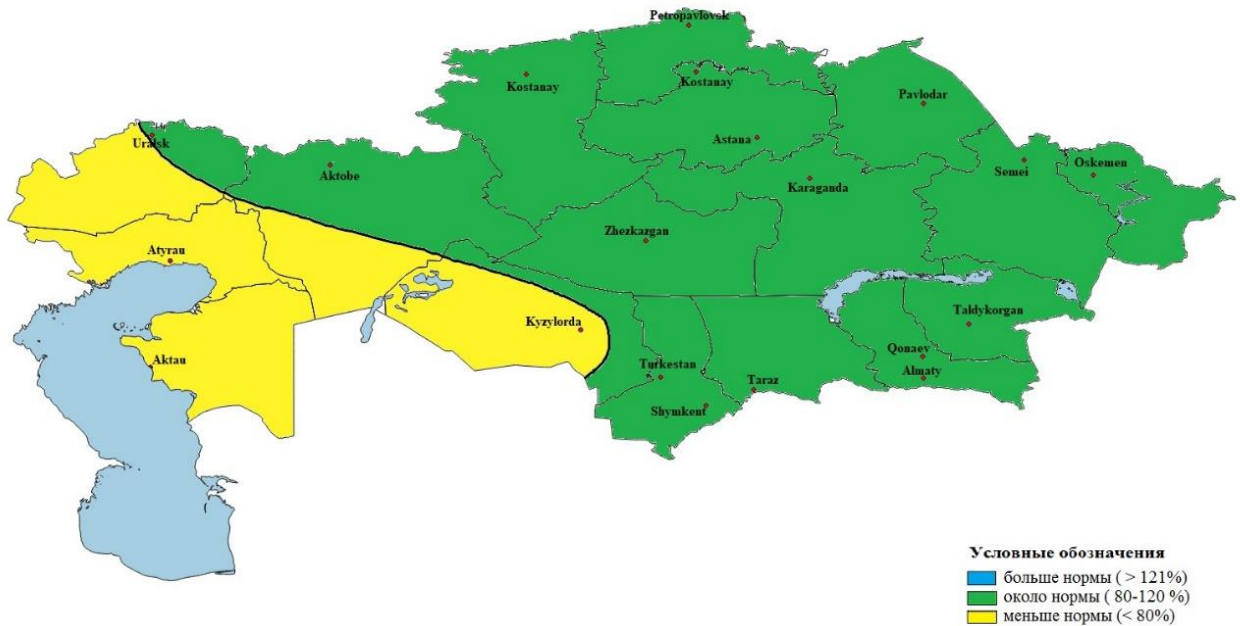 Petropavlovsk
Kostanay
Kostanay
Pavlodar
Uralsk
Astana
Aktobe
Semei
Oskemen
Karaganda
Zhezkazgan
Atyrau
Taldykorgan
Kyzylorda
Qonaev
Aktau
Turkestan
Almaty
Taraz
Shymkent
Условные обозначения
больше нормы ( > 121%)
около нормы ( 80-120 %)
меньше нормы (< 80%)